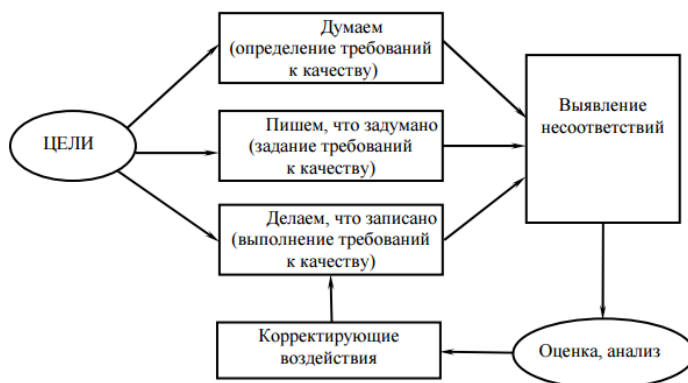 Думаем
(определение требований
к качеству)
ЦЕЛИ
Пишем, что задумано
(задание требований
к качеству)
Делаем, что записано
(выполнение требований
к качеству)
Выявление
несоответствий
Корректирующие
воздействия
Оценка, анализ